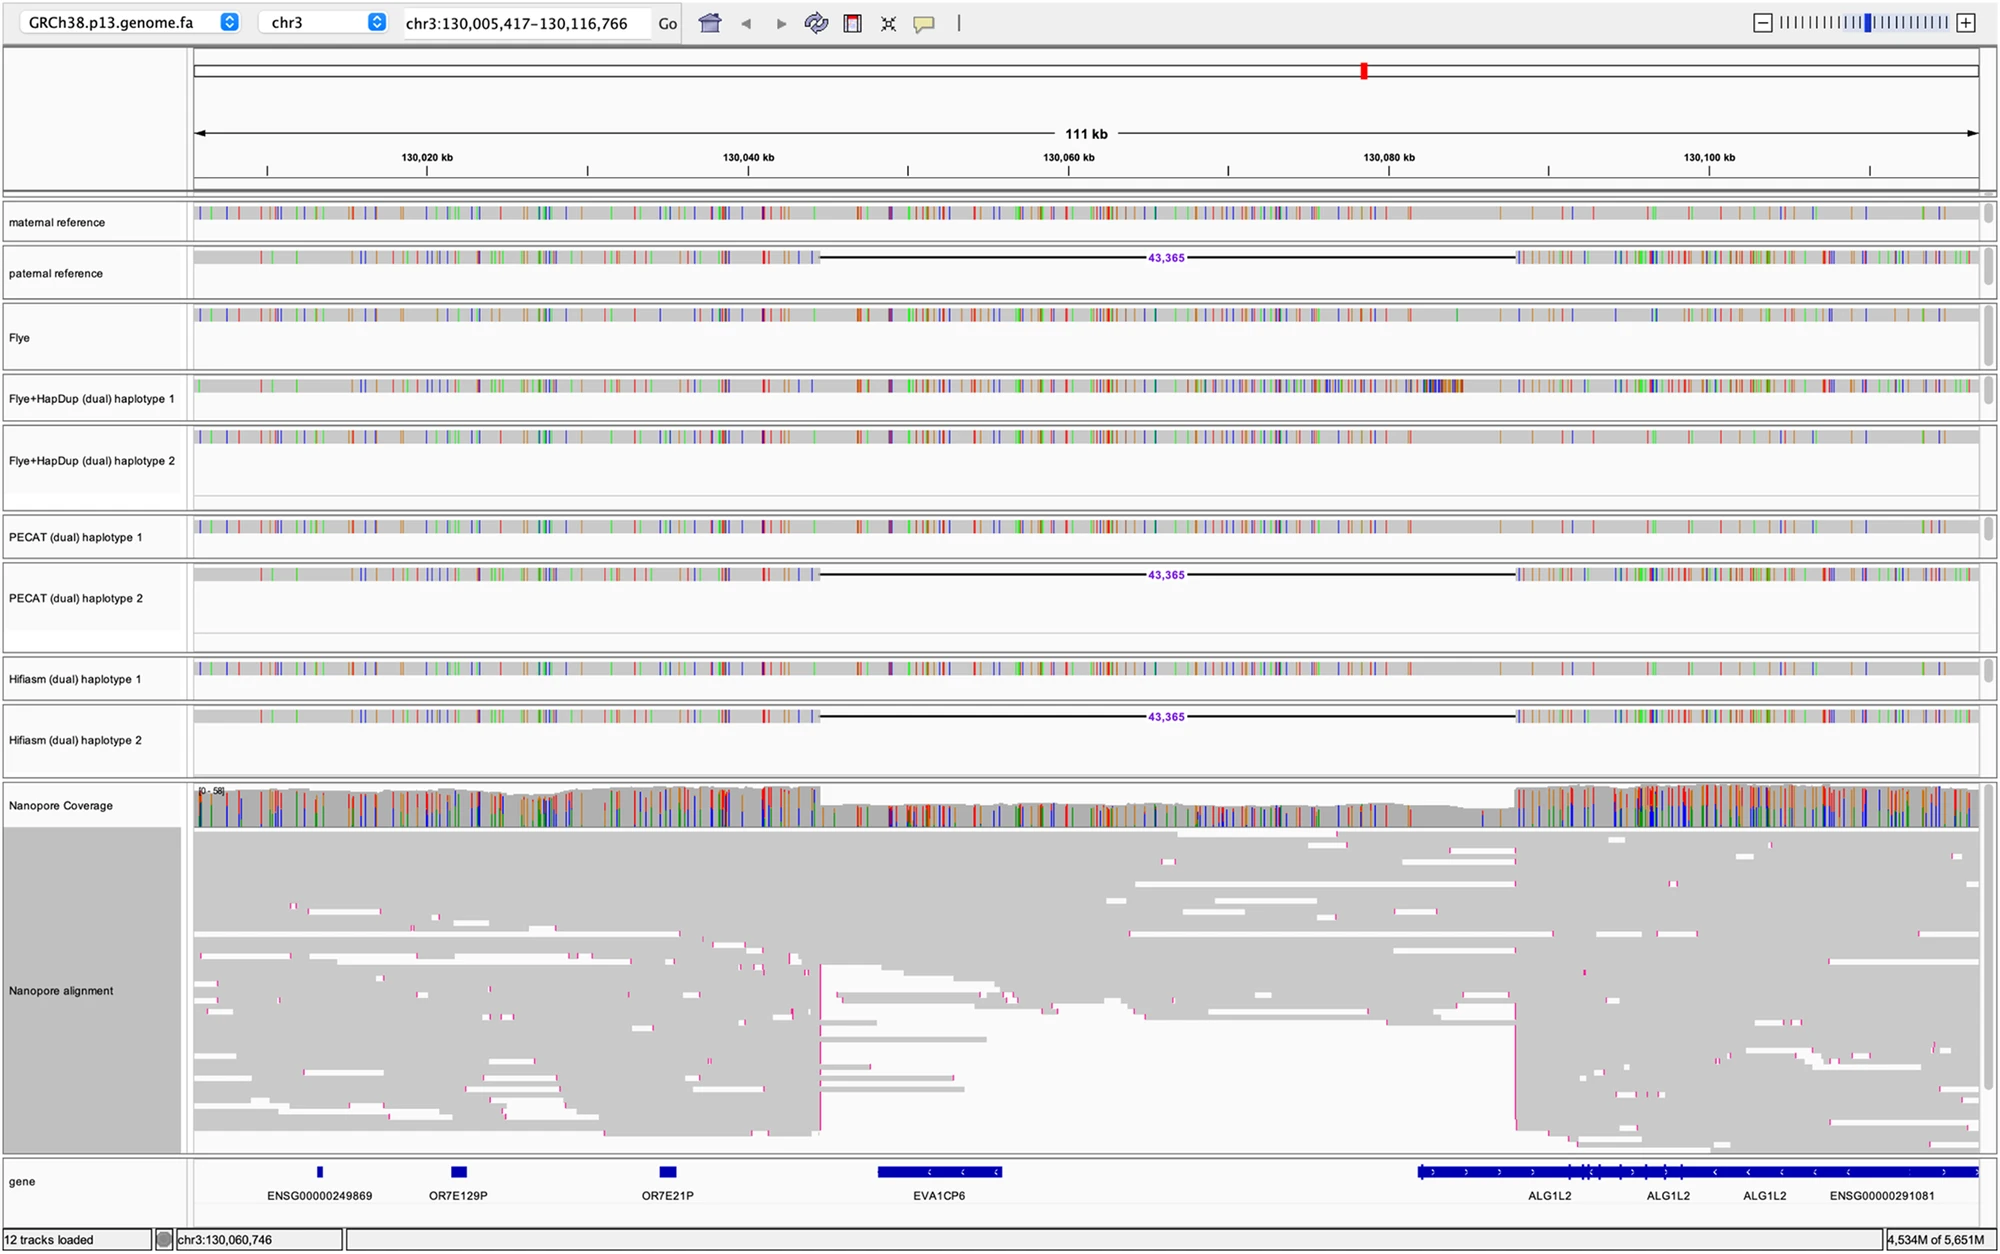 GRCh38.p13.genome.fa chr3 chr3:130,005,417-130,116,766 Go
111 kb
130,020 kb 130,040 kb 130,060 kb 130,080 kb 130,100 kb
maternal reference
paternal reference 43,365
Flye
Flye+HapDup (dual) haplotype 1
Flye+HapDup (dual) haplotype 2
PECAT (dual) haplotype 1
PECAT (dual) haplotype 2 43,365
Hifiasm (dual) haplotype 1
Hifiasm (dual) haplotype 2 43,365
Nanopore Coverage [0 - 58]
Nanopore alignment
gene
ENSG00000249869 OR7E129P OR7E21P EVA1CP6 ALG1L2 ALG1L2 ALG1L2 ENSG00000291081
12 tracks loaded chr3:130,060,746 4,534M of 5,651M